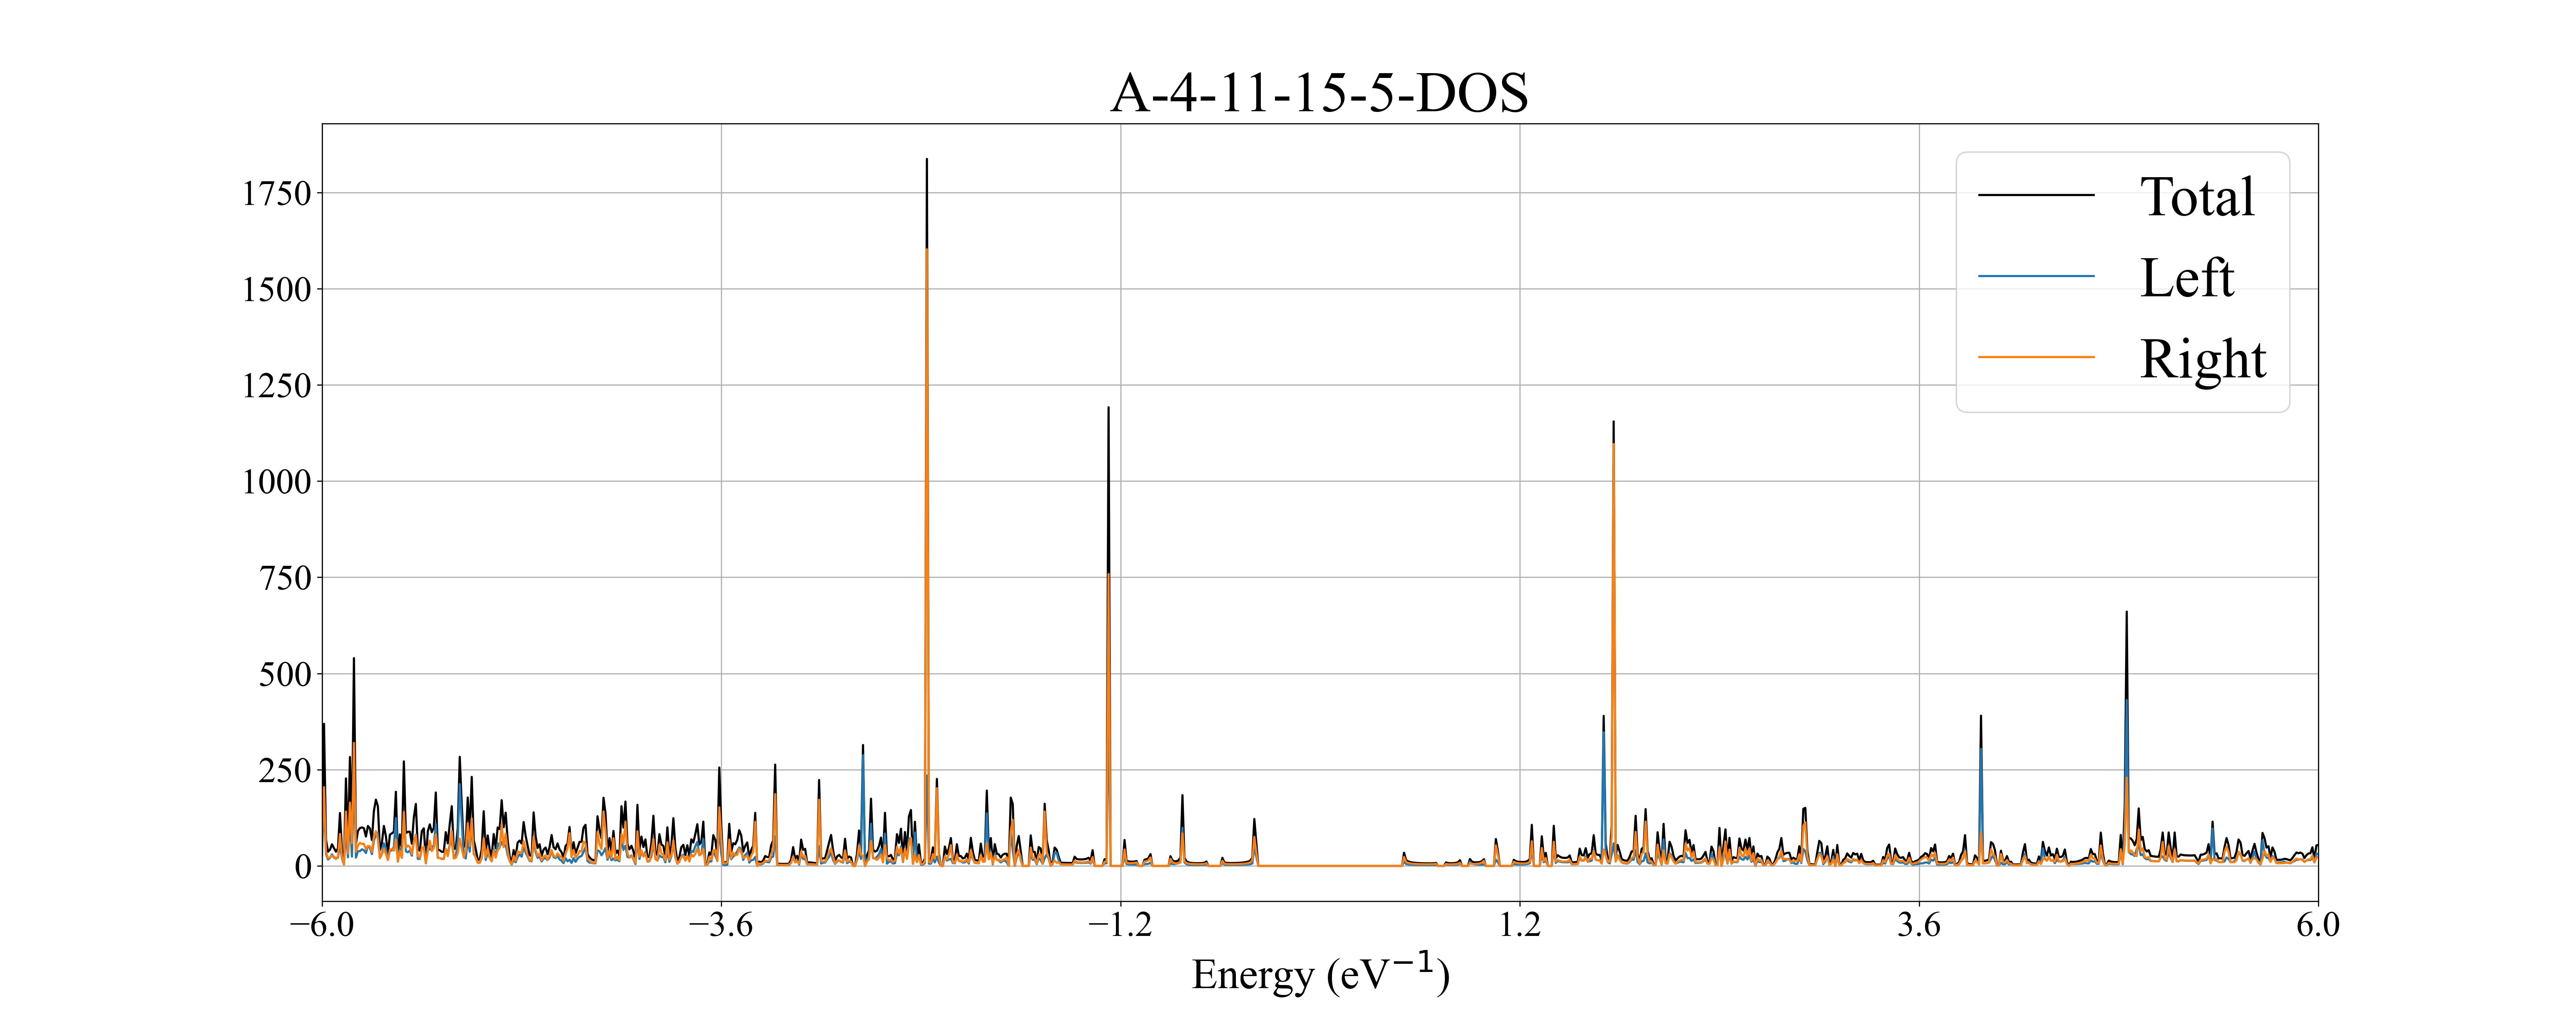 A-4-11-15-5-DOS
1750
1500
1250
1000
750
500
250
0
Total
Left
Right
−6.0 −3.6 −1.2 1.2 3.6 6.0
Energy (eV⁻¹)